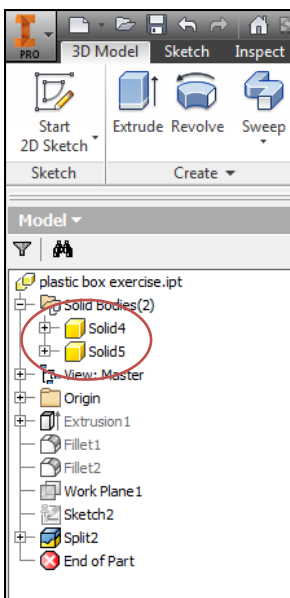 PRO
3D Model Sketch Inspect
Start
2D Sketch
Extrude Revolve Sweep
Sketch Create
Model
plastic box exercise.ipt
Solid Bodies(2)
Solid4
Solid5
View: Master
Origin
Extrusion1
Fillet1
Fillet2
Work Plane1
Sketch2
Split2
End of Part